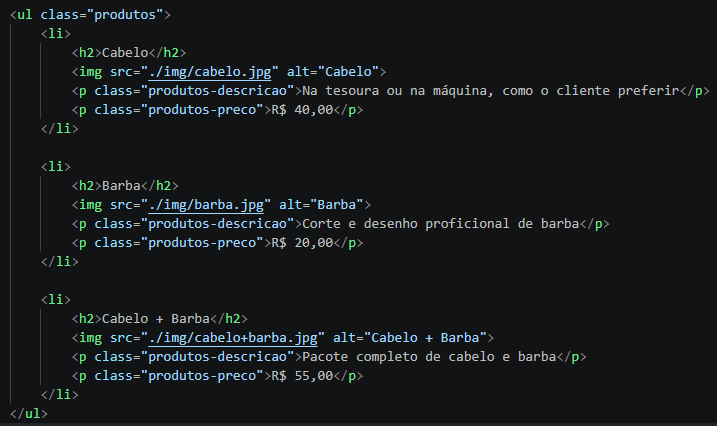 <ul class="produtos">
<li>
<h2>Cabelo</h2>
<img src="./img/cabelo.jpg" alt="Cabelo">
<p class="produtos-descricao">Na tesoura ou na máquina, como o cliente preferir</p>
<p class="produtos-preco">R$ 40,00</p>
</li>
<li>
<h2>Barba</h2>
<img src="./img/barba.jpg" alt="Barba">
<p class="produtos-descricao">Corte e desenho proficional de barba</p>
<p class="produtos-preco">R$ 20,00</p>
</li>
<li>
<h2>Cabelo + Barba</h2>
<img src="./img/cabelo+barba.jpg" alt="Cabelo + Barba">
<p class="produtos-descricao">Pacote completo de cabelo e barba</p>
<p class="produtos-preco">R$ 55,00</p>
</li>
</ul>